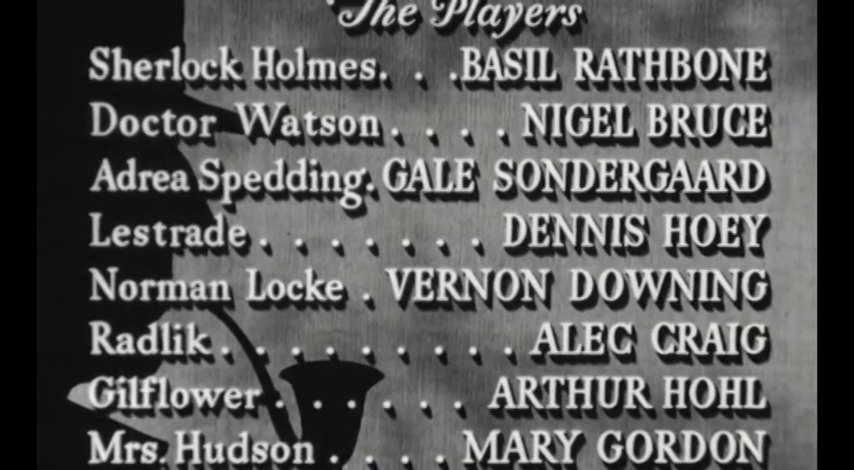 The Players
Sherlock Holmes. . .BASIL RATHBONE
Doctor Watson. . . . NIGEL BRUCE
Adrea Spedding. GALE SONDERGAARD
Lestrade. . . . . . . DENNIS HOEY
Norman Locke . VERNON DOWNING
Radlik. . . . . . . . . ALEC CRAIG
Gilflower. . . . . ARTHUR HOHL
Mrs. Hudson . . . . MARY GORDON